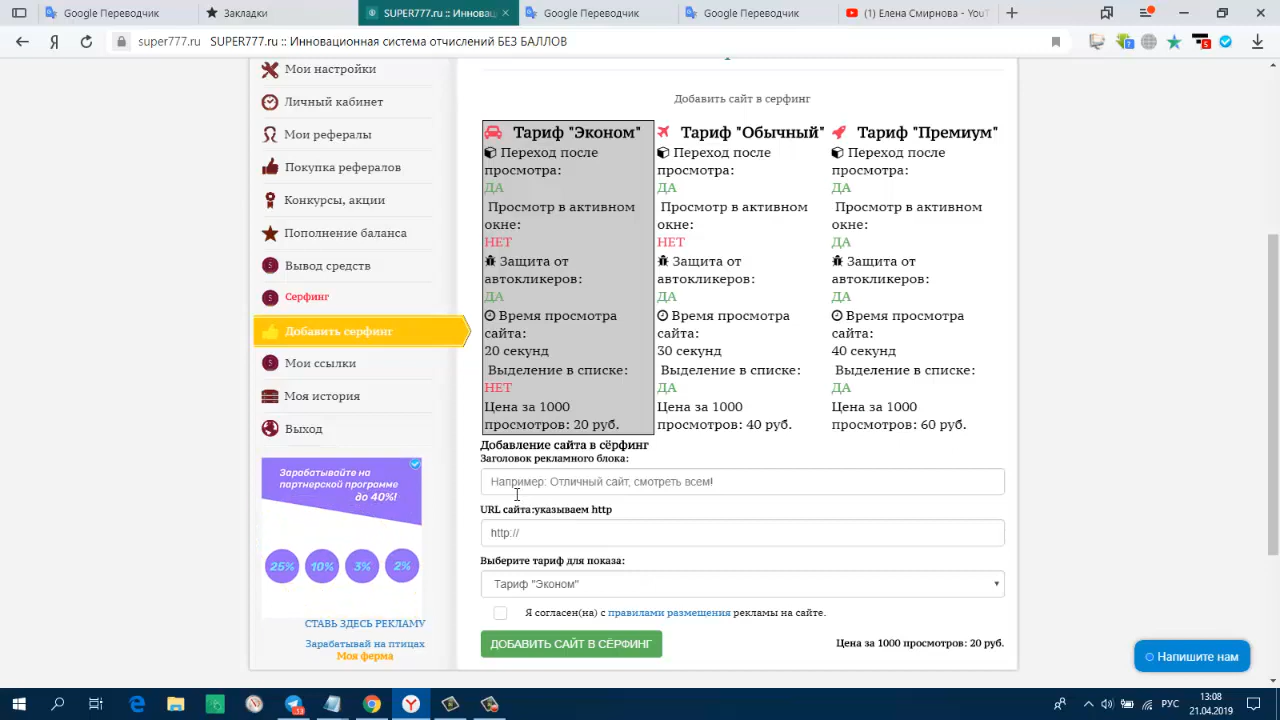 Google Переводчик
Закладки
SUPER777.ru :: Инновац
Google Переводчик
Google Переводчик
(1) Елена Смирнова - YouT
super777.ru
SUPER777.ru :: Инновационная система отчислений БЕЗ БАЛЛОВ
Мои настройки
Личный кабинет
Мои рефералы
Покупка рефералов
Конкурсы, акции
Пополнение баланса
Вывод средств
Серфинг
Добавить серфинг
Мои ссылки
Моя история
Выход
Зарабатывайте на
партнерской программе
до 40%!
25% 10% 3% 2%
СТАВЬ ЗДЕСЬ РЕКЛАМУ
Зарабатывай на птицах
Моя ферма
Добавить сайт в серфинг
Тариф "Эконом"
Переход после
просмотра:
ДА
Просмотр в активном
окне:
НЕТ
Защита от
автокликеров:
ДА
Время просмотра
сайта:
20 секунд
Выделение в списке:
НЕТ
Цена за 1000
просмотров: 20 руб.
Тариф "Обычный"
Переход после
просмотра:
ДА
Просмотр в активном
окне:
НЕТ
Защита от
автокликеров:
ДА
Время просмотра
сайта:
30 секунд
Выделение в списке:
ДА
Цена за 1000
просмотров: 40 руб.
Тариф "Премиум"
Переход после
просмотра:
ДА
Просмотр в активном
окне:
ДА
Защита от
автокликеров:
ДА
Время просмотра
сайта:
40 секунд
Выделение в списке:
ДА
Цена за 1000
просмотров: 60 руб.
Добавление сайта в сёрфинг
Заголовок рекламного блока:
Например: Отличный сайт, смотреть всем!
URL сайта:указываем http
http://
Выберите тариф для показа:
Тариф "Эконом"
Я согласен(на) с правилами размещения рекламы на сайте.
ДОБАВИТЬ САЙТ В СЁРФИНГ
Цена за 1000 просмотров: 20 руб.
Напишите нам
РУС
13:08
21.04.2019